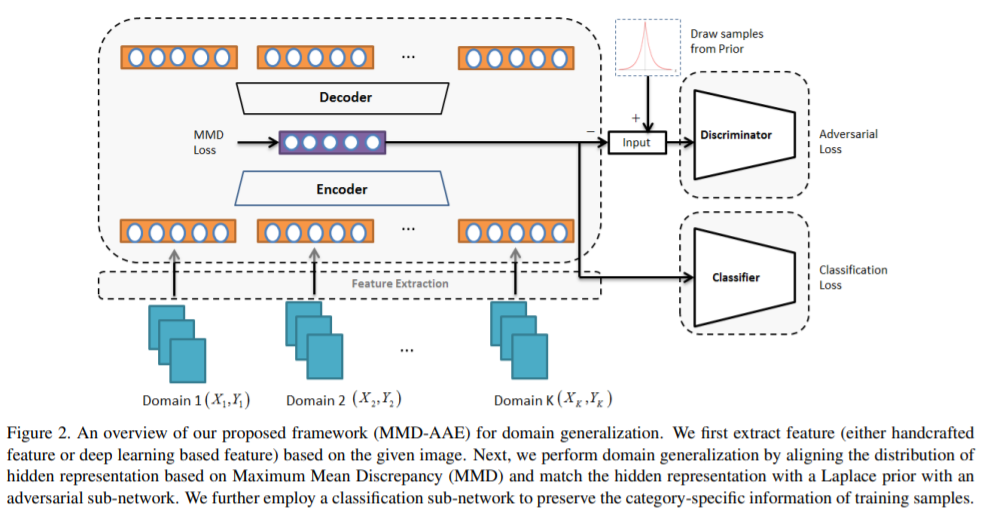 Draw samples
from Prior
Decoder
MMD
Loss
−
+
Input
Discriminator
Adversarial
Loss
Encoder
...
...
Feature Extraction
Classifier
Classification
Loss
...
Domain 1 (X₁,Y₁)
Domain 2 (X₂,Y₂)
Domain K (X_K,Y_K)
Figure 2. An overview of our proposed framework (MMD-AAE) for domain generalization. We first extract feature (either handcrafted
feature or deep learning based feature) based on the given image. Next, we perform domain generalization by aligning the distribution of
hidden representation based on Maximum Mean Discrepancy (MMD) and match the hidden representation with a Laplace prior with an
adversarial sub-network. We further employ a classification sub-network to preserve the category-specific information of training samples.